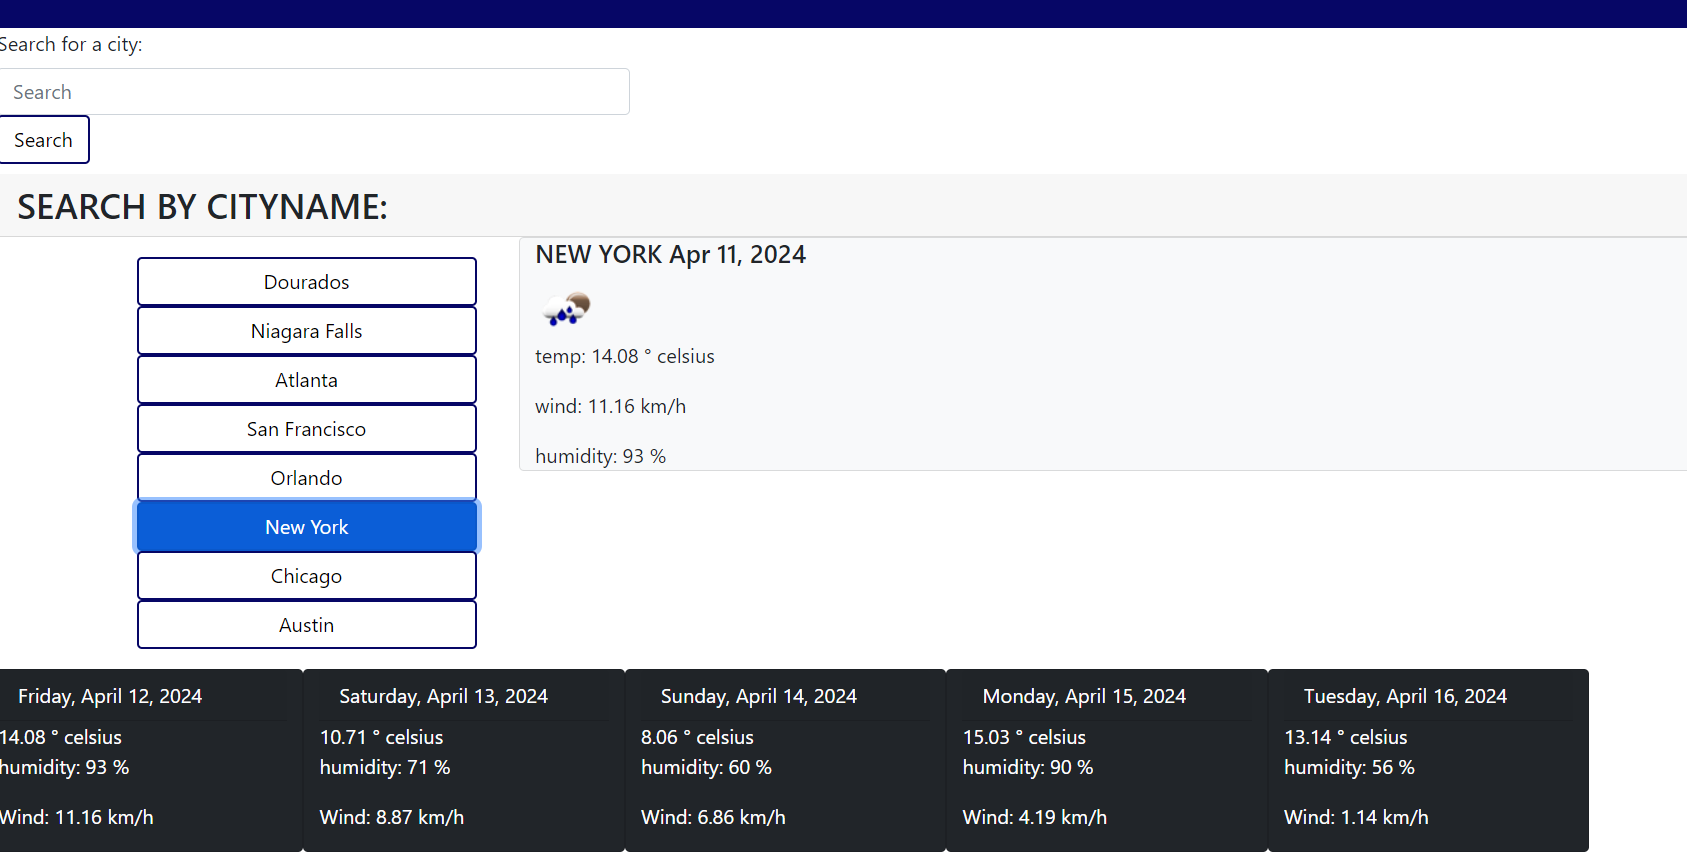 Search for a city:
Search
Search
SEARCH BY CITYNAME:
Dourados
Niagara Falls
Atlanta
San Francisco
Orlando
New York
Chicago
Austin
NEW YORK Apr 11, 2024
temp: 14.08 ° celsius
wind: 11.16 km/h
humidity: 93 %
Friday, April 12, 2024
14.08 ° celsius
humidity: 93 %
Wind: 11.16 km/h
Saturday, April 13, 2024
10.71 ° celsius
humidity: 71 %
Wind: 8.87 km/h
Sunday, April 14, 2024
8.06 ° celsius
humidity: 60 %
Wind: 6.86 km/h
Monday, April 15, 2024
15.03 ° celsius
humidity: 90 %
Wind: 4.19 km/h
Tuesday, April 16, 2024
13.14 ° celsius
humidity: 56 %
Wind: 1.14 km/h